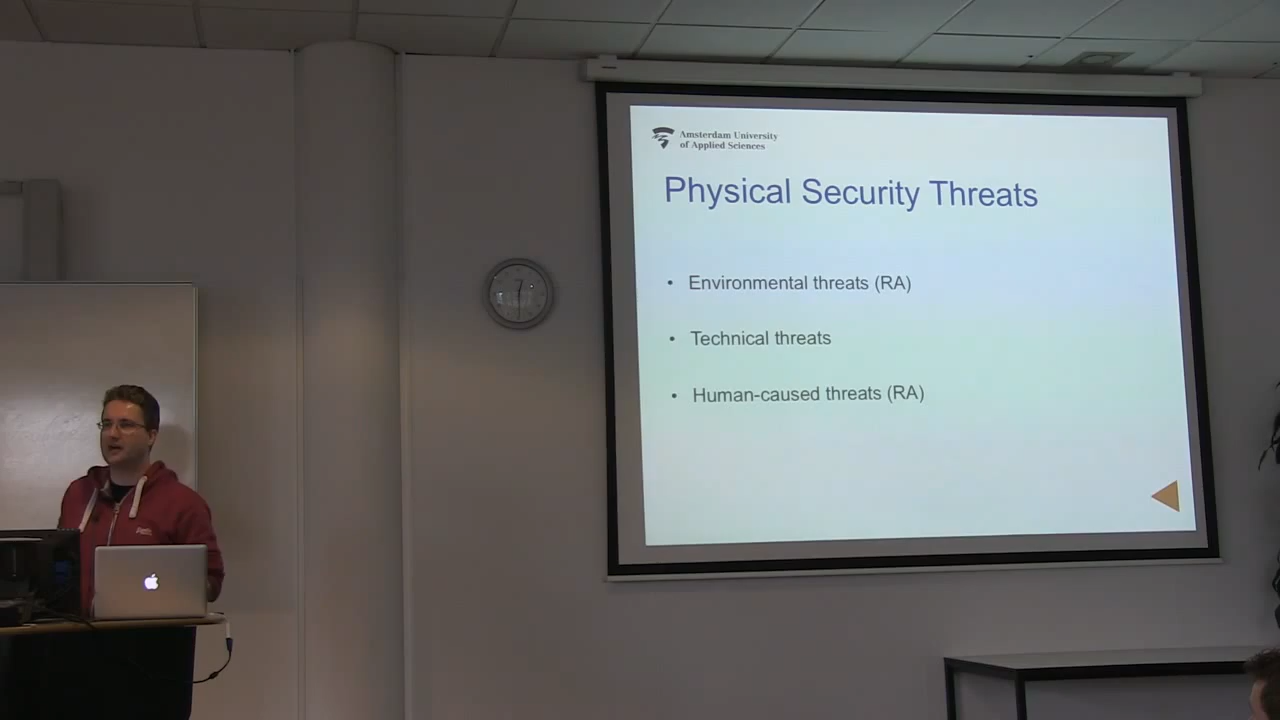 Amsterdam University
of Applied Sciences
Physical Security Threats
• Environmental threats (RA)
• Technical threats
• Human-caused threats (RA)